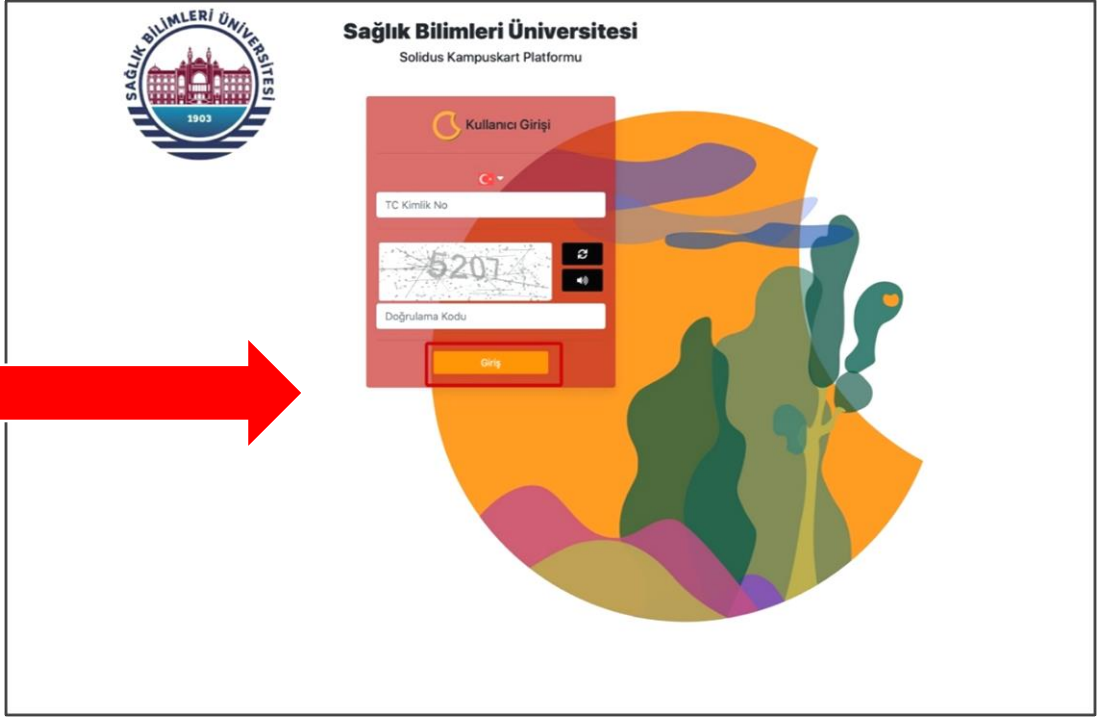 SAĞLIK BİLİMLERİ ÜNİVERSİTESİ
1903
Sağlık Bilimleri Üniversitesi
Solidus Kampuskart Platformu
Kullanıcı Girişi
TC Kimlik No
5207
Doğrulama Kodu
Giriş